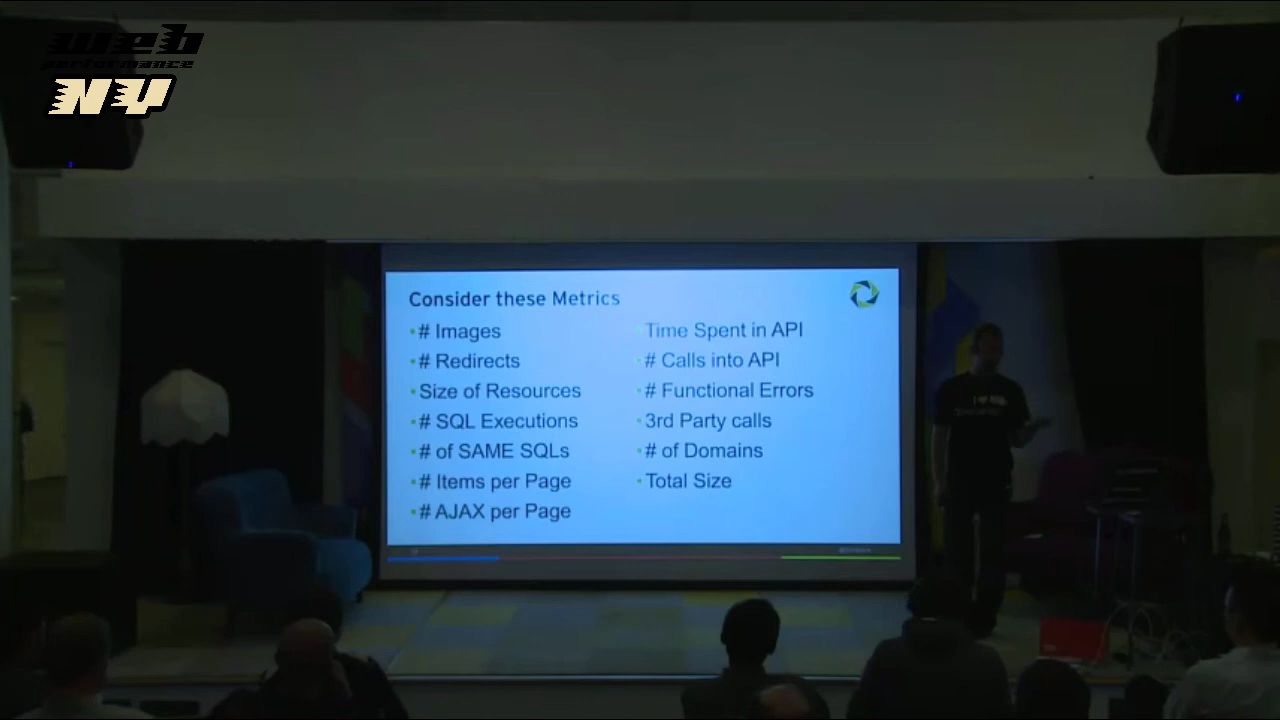 web
performance
NY
Consider these Metrics
# Images
# Redirects
Size of Resources
# SQL Executions
# of SAME SQLs
# Items per Page
# AJAX per Page
Time Spent in API
# Calls into API
# Functional Errors
3rd Party calls
# of Domains
Total Size